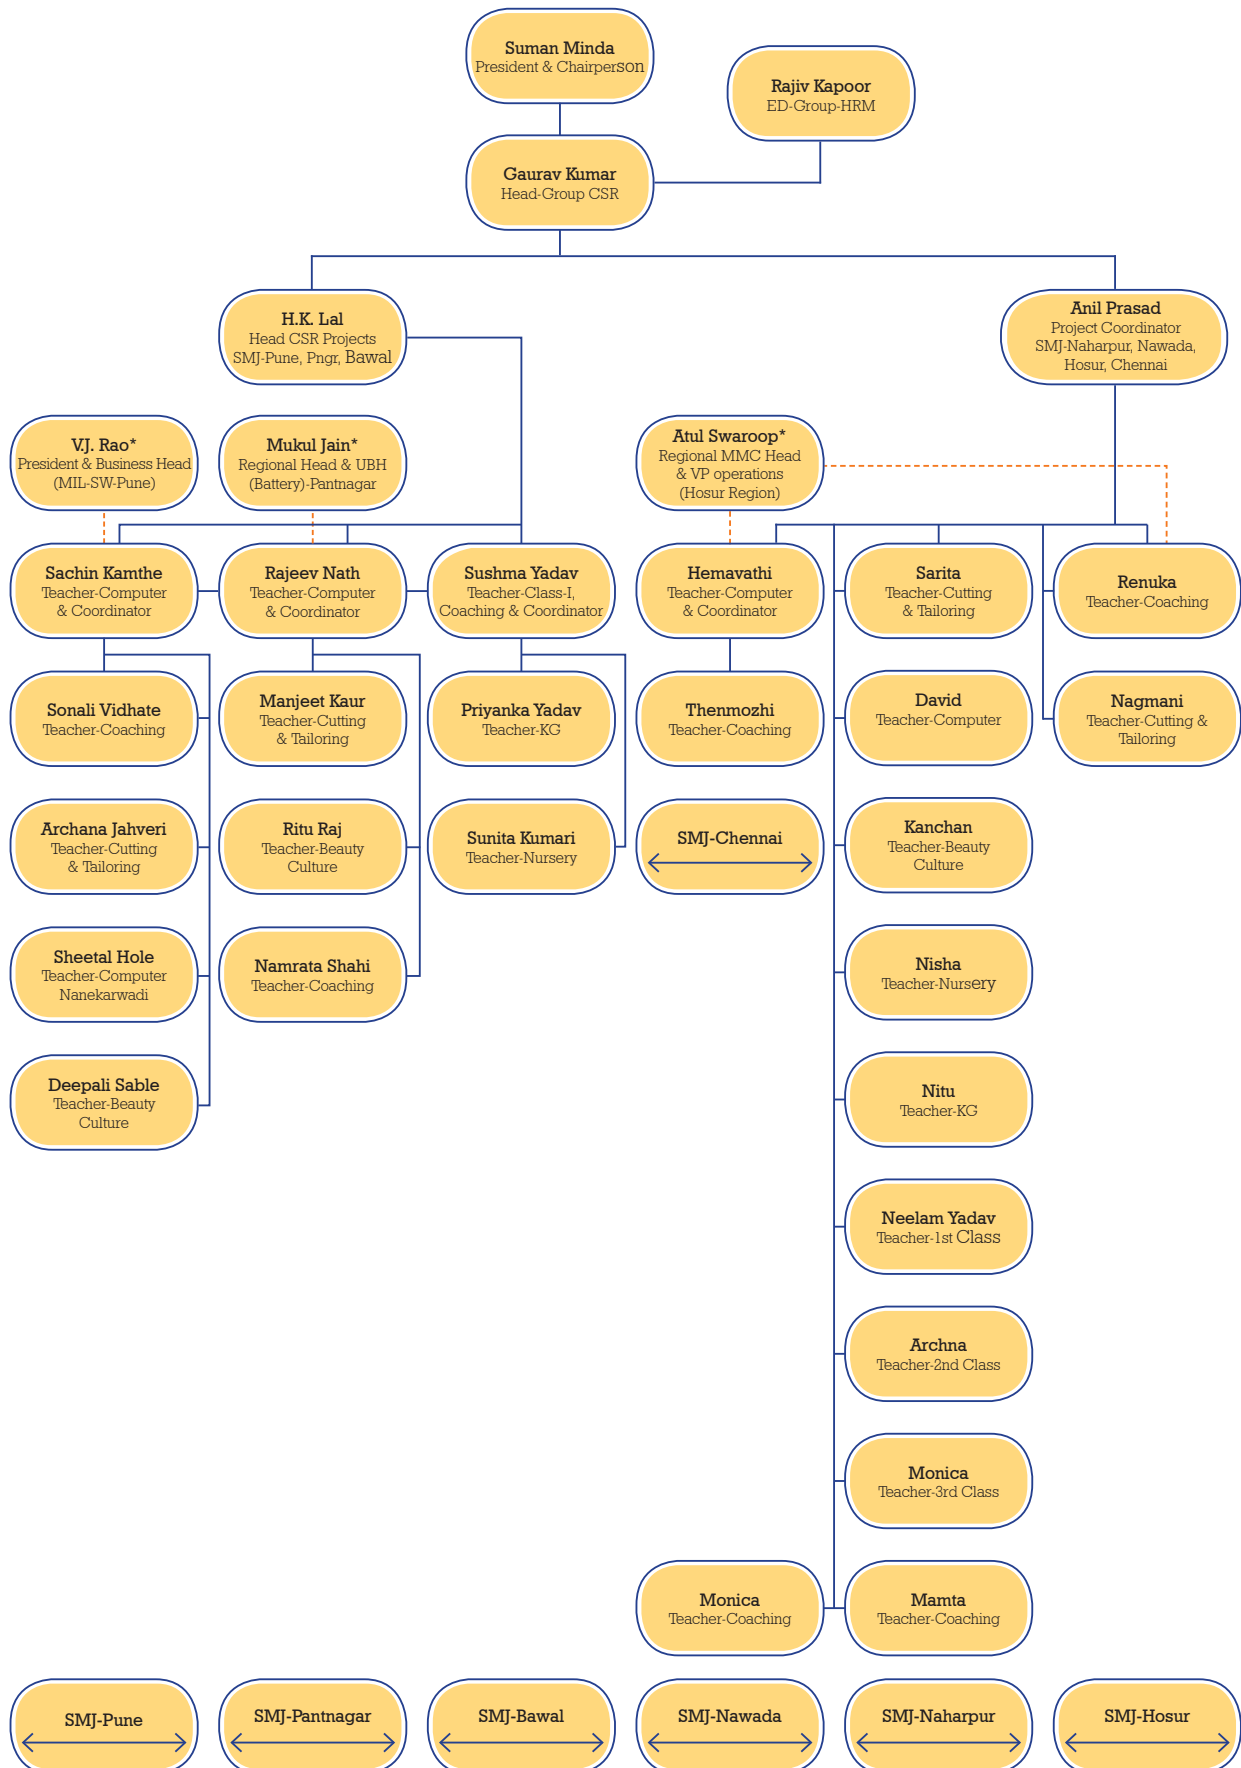 Suman Minda
President & Chairperson
Rajiv Kapoor
ED-Group-HRM
Gaurav Kumar
Head-Group CSR
H.K. Lal
Head CSR Projects
SMJ-Pune, Pngr, Bawal
Anil Prasad
Project Coordinator
SMJ-Naharpur, Nawada,
Hosur, Chennai
V.J. Rao*
President & Business Head
(MIL-SW-Pune)
Mukul Jain*
Regional Head & UBH
(Battery)-Pantnagar
Atul Swaroop*
Regional MMC Head
& VP operations
(Hosur Region)
Sachin Kamthe
Teacher-Computer
& Coordinator
Rajeev Nath
Teacher-Computer
& Coordinator
Sushma Yadav
Teacher-Class-I,
Coaching & Coordinator
Hemavathi
Teacher-Computer
& Coordinator
Sarita
Teacher-Cutting
& Tailoring
Renuka
Teacher-Coaching
Sonali Vidhate
Teacher-Coaching
Manjeet Kaur
Teacher-Cutting
& Tailoring
Priyanka Yadav
Teacher-KG
Thenmozhi
Teacher-Coaching
David
Teacher-Computer
Nagmani
Teacher-Cutting &
Tailoring
Archana Jahveri
Teacher-Cutting
& Tailoring
Ritu Raj
Teacher-Beauty
Culture
Sunita Kumari
Teacher-Nursery
SMJ-Chennai
Kanchan
Teacher-Beauty
Culture
Sheetal Hole
Teacher-Computer
Nanekarwadi
Namrata Shahi
Teacher-Coaching
Nisha
Teacher-Nursery
Deepali Sable
Teacher-Beauty
Culture
Nitu
Teacher-KG
Neelam Yadav
Teacher-1st Class
Archna
Teacher-2nd Class
Monica
Teacher-3rd Class
Monica
Teacher-Coaching
Mamta
Teacher-Coaching
SMJ-Pune
SMJ-Pantnagar
SMJ-Bawal
SMJ-Nawada
SMJ-Naharpur
SMJ-Hosur